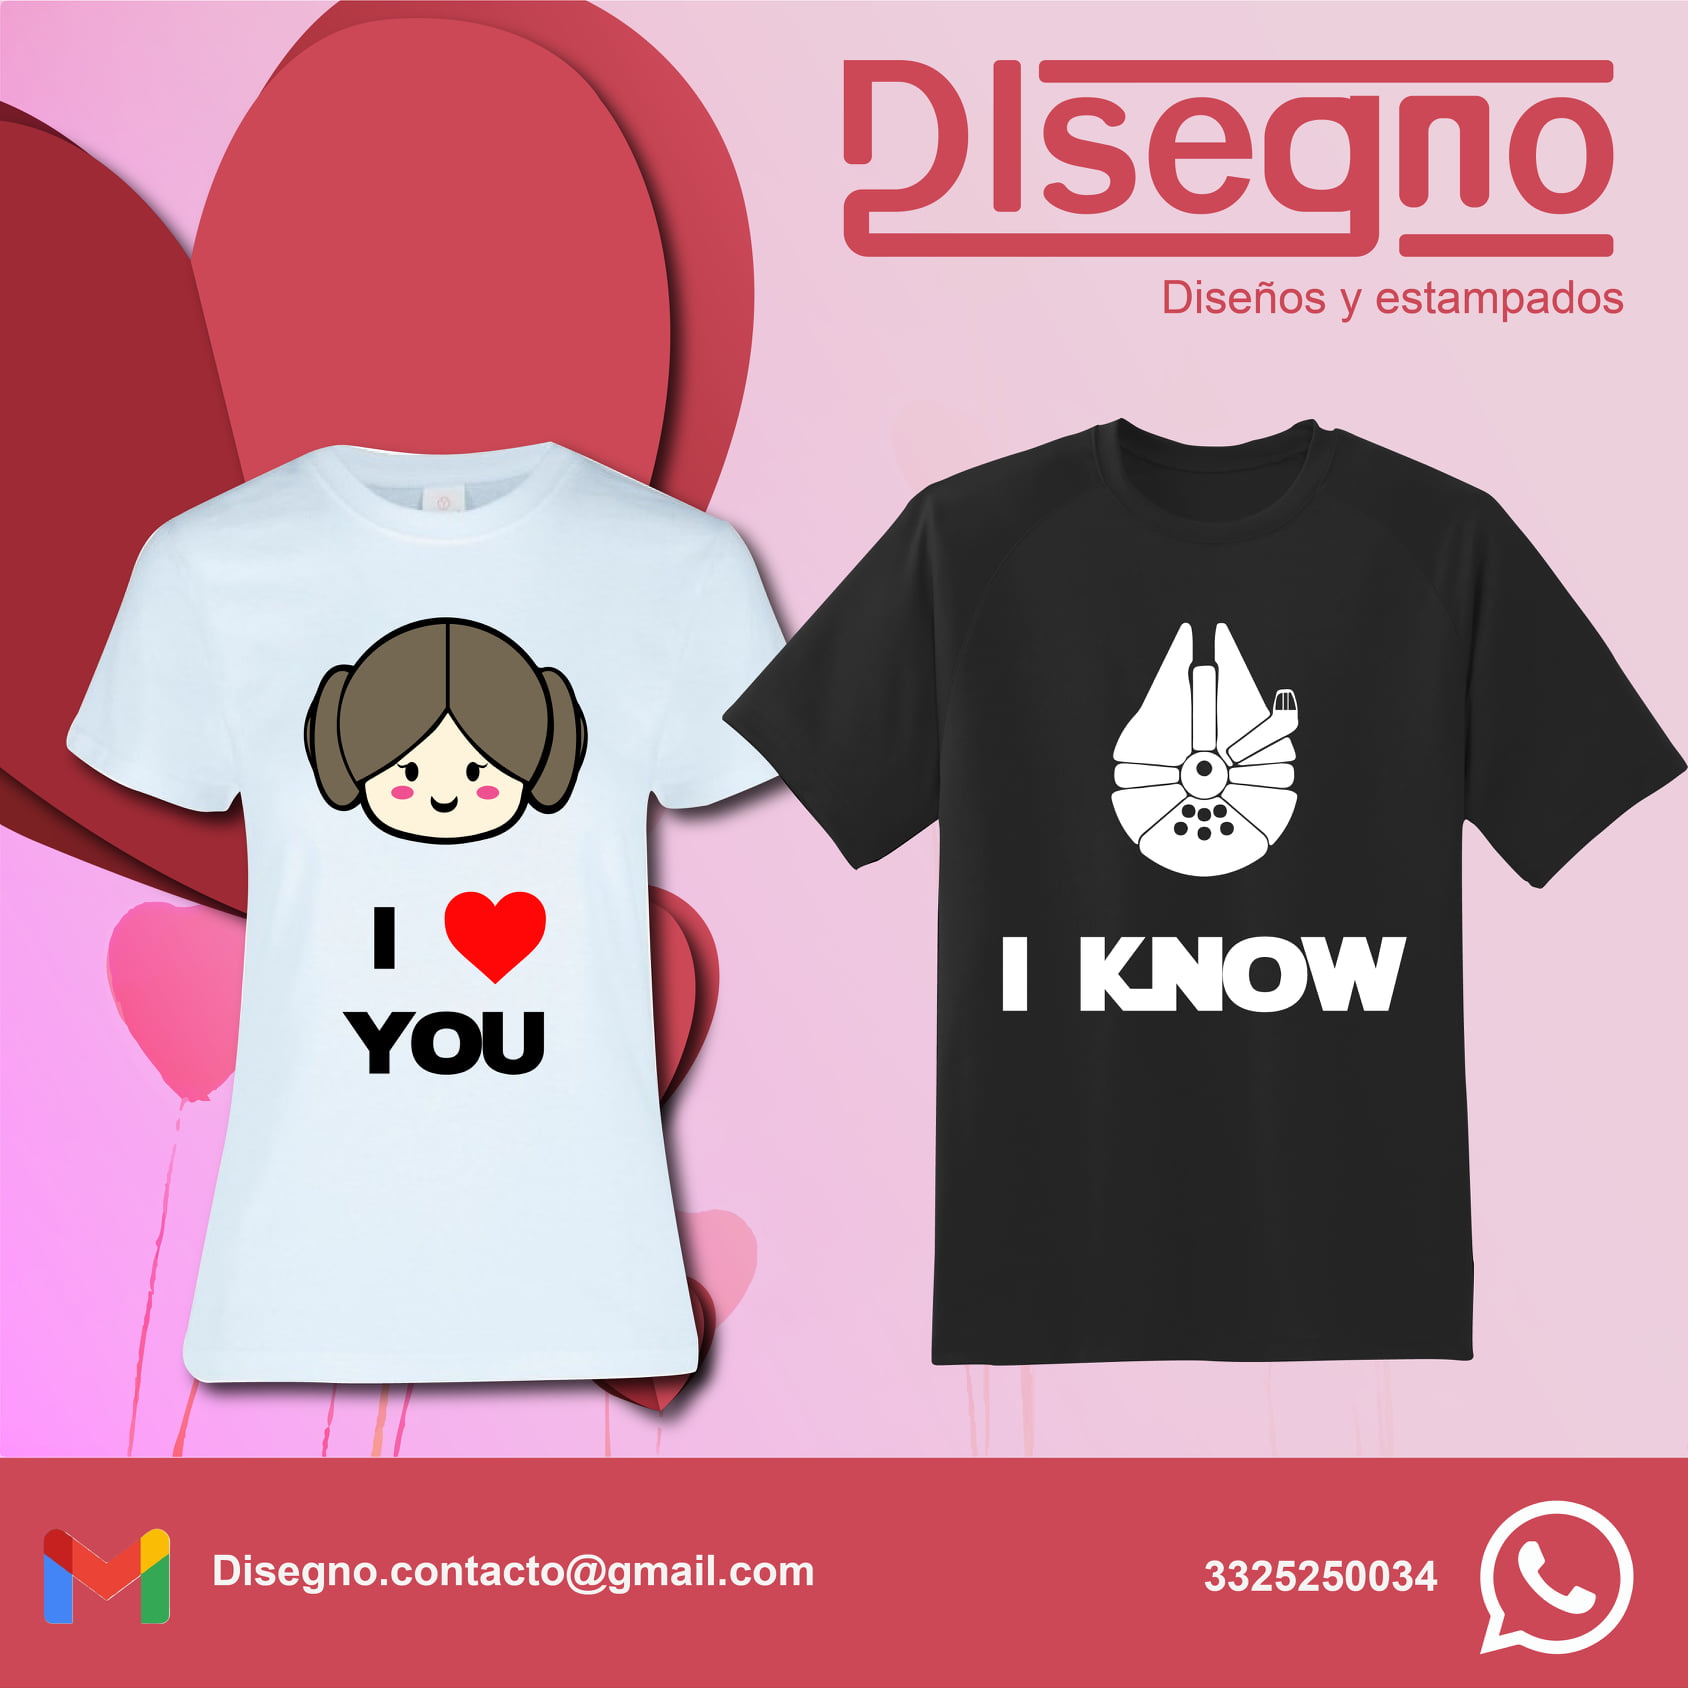 DIsegno
Diseños y estampados
I ❤
YOU
I KNOW
Disegno.contacto@gmail.com
3325250034